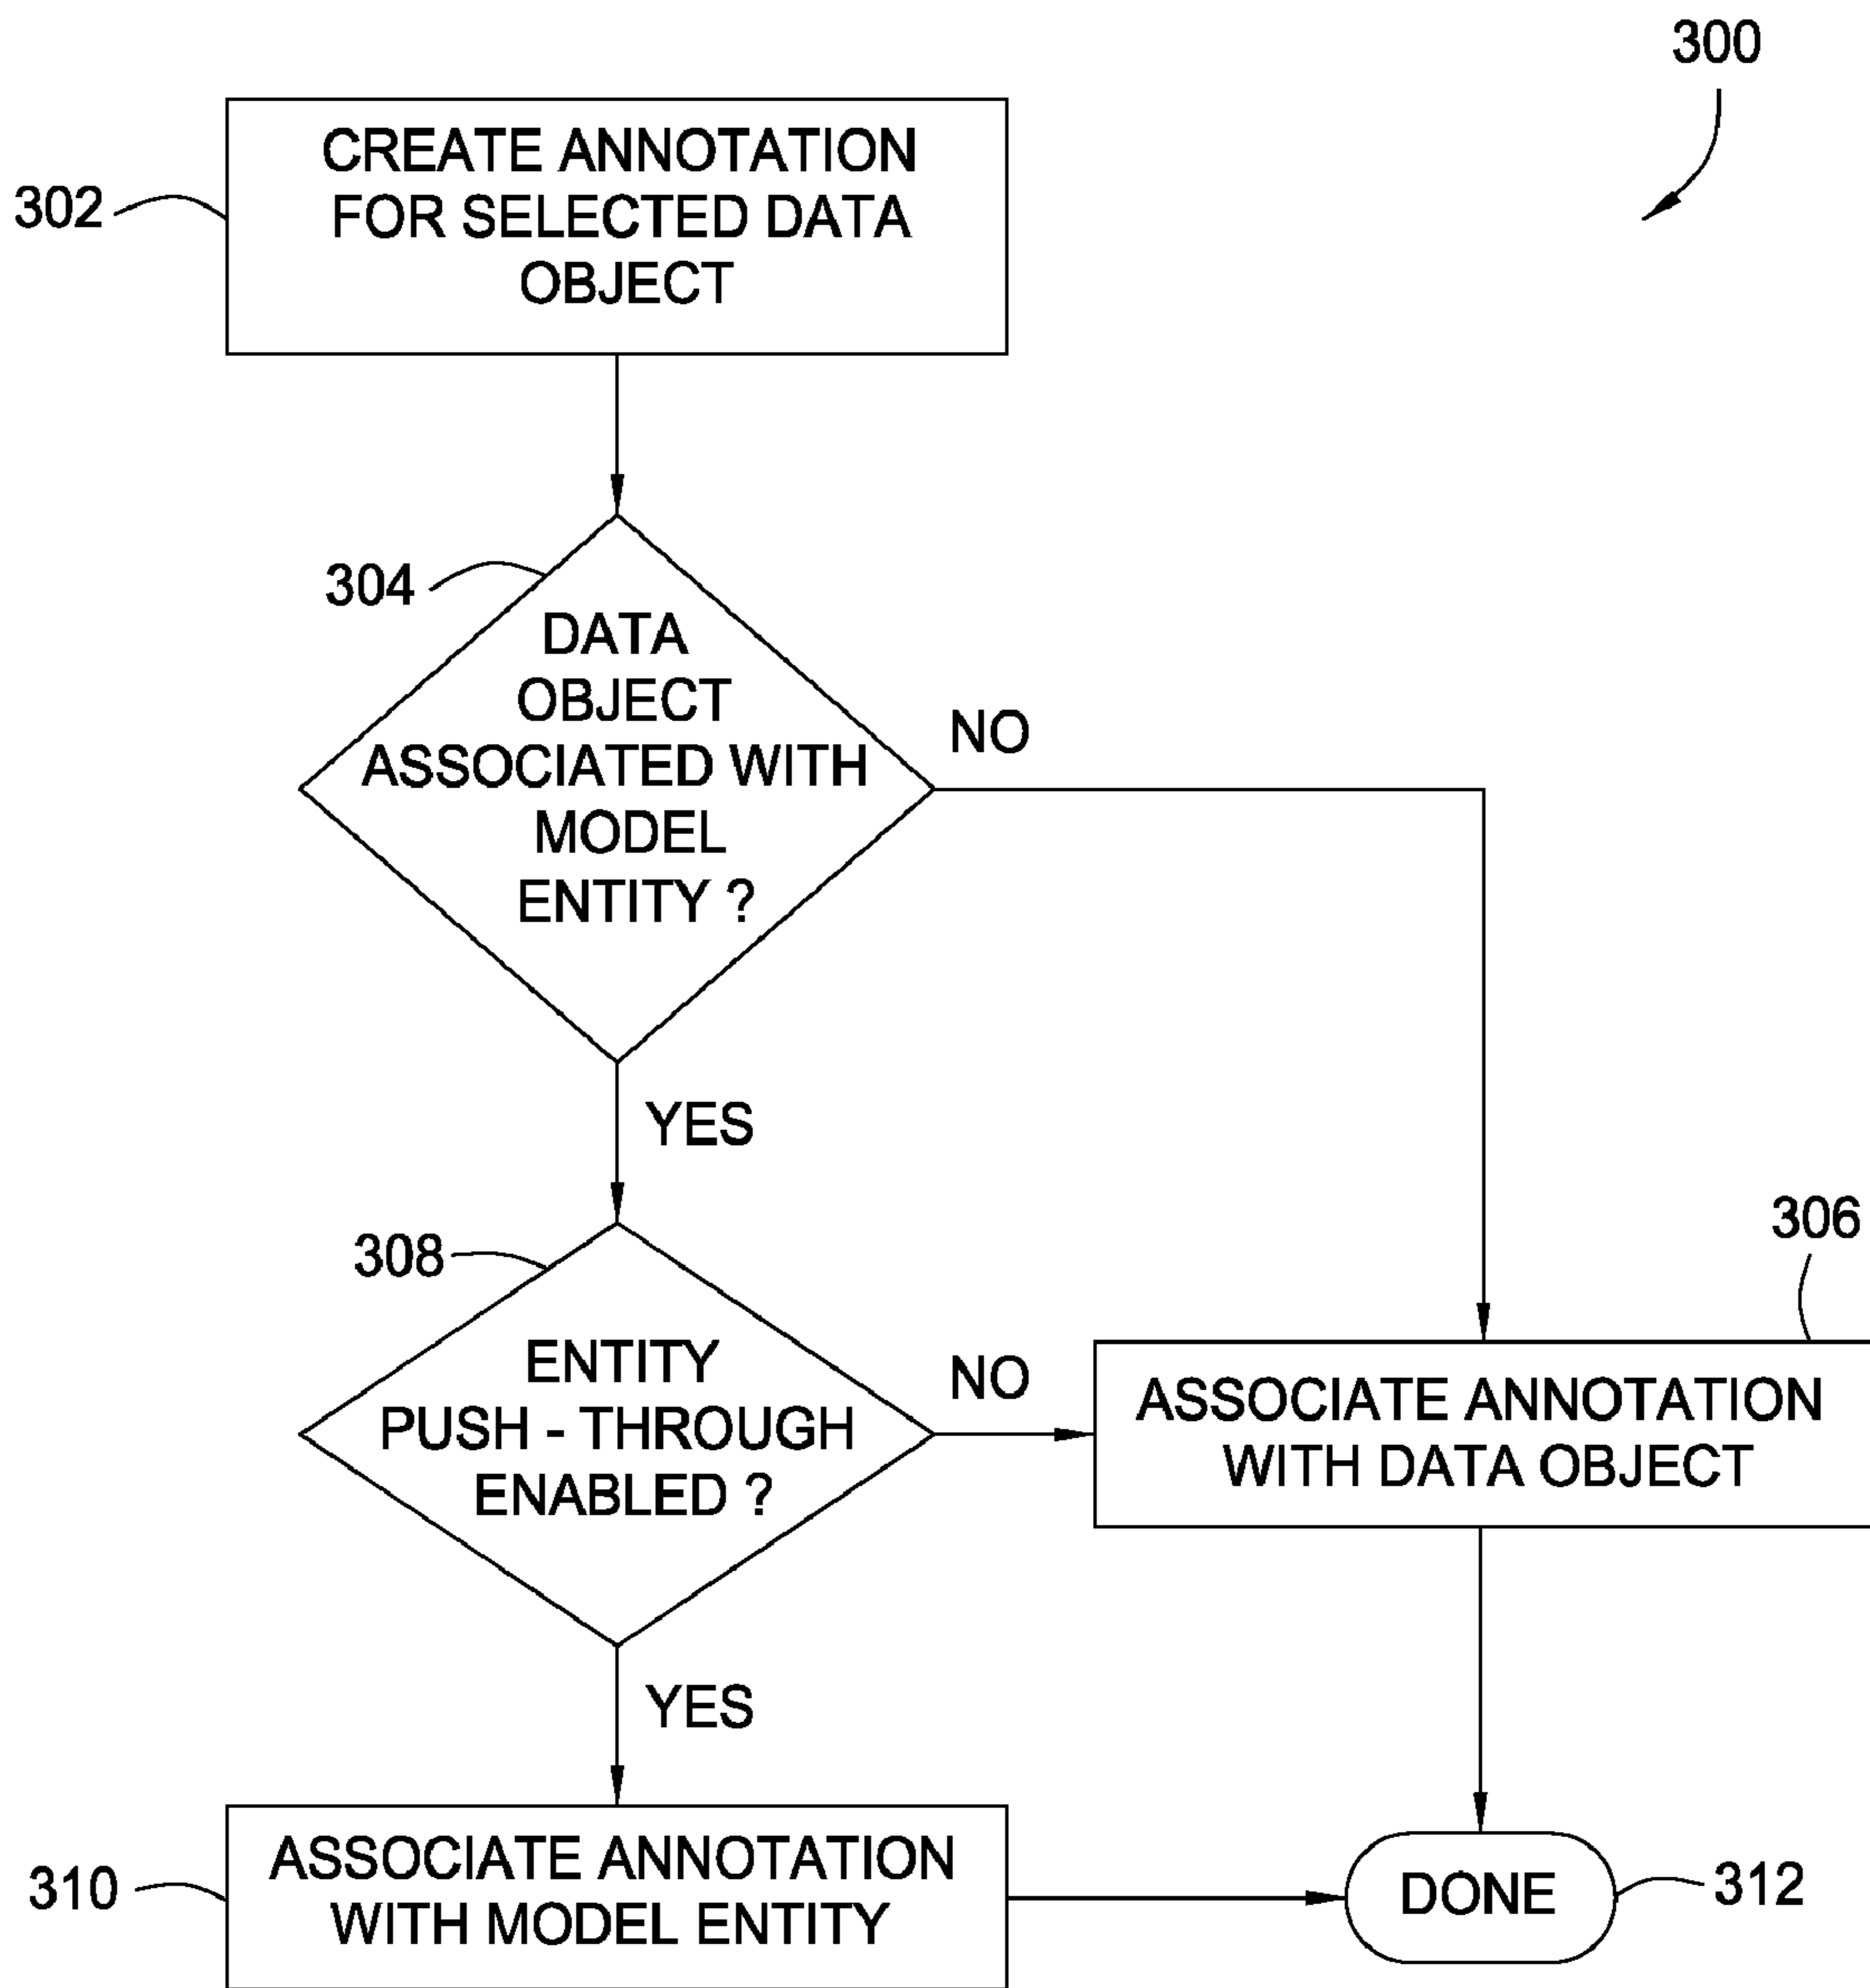 300
302
CREATE ANNOTATION
FOR SELECTED DATA
OBJECT
304
DATA
OBJECT
ASSOCIATED WITH
MODEL
ENTITY ?
NO
YES
308
ENTITY
PUSH - THROUGH
ENABLED ?
NO
306
ASSOCIATE ANNOTATION
WITH DATA OBJECT
YES
310
ASSOCIATE ANNOTATION
WITH MODEL ENTITY
DONE
312